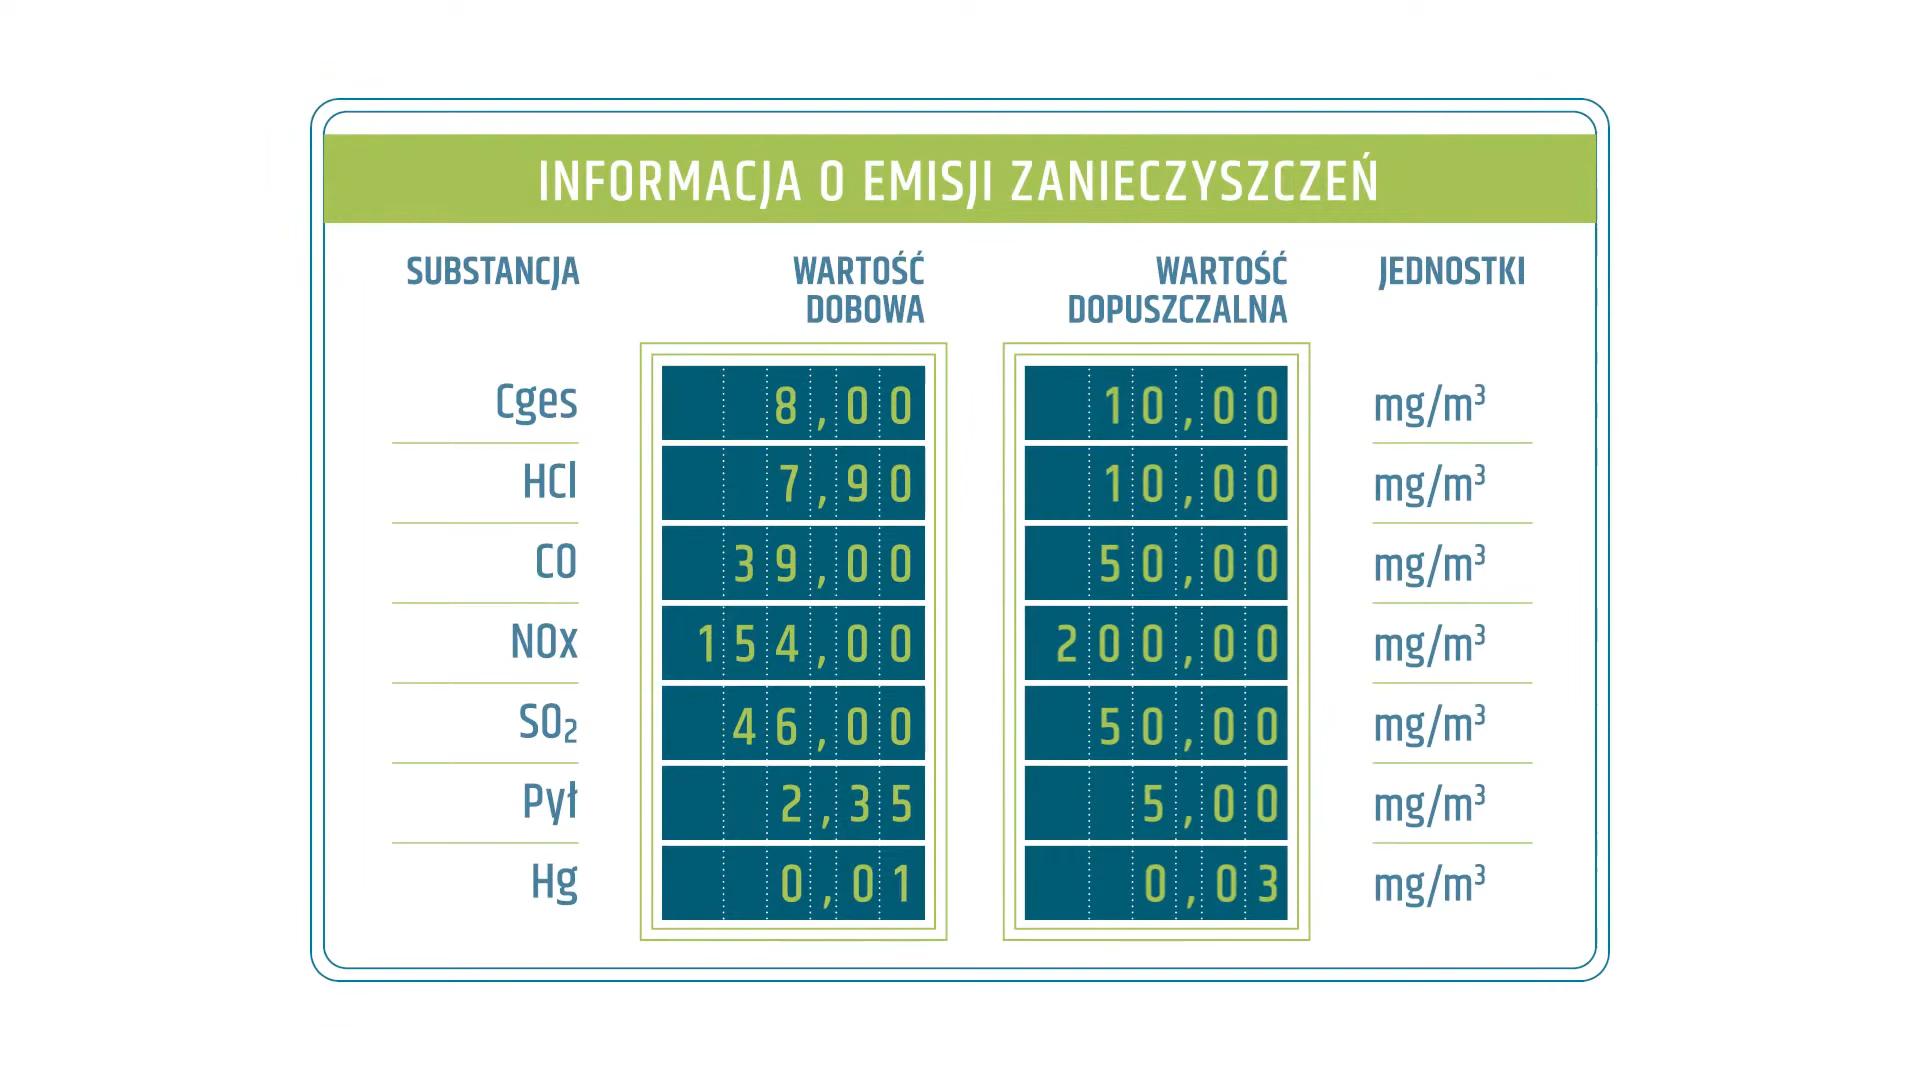 INFORMACJA O EMISJI ZANIECZYSZCZEŃ
SUBSTANCJA WARTOŚĆ DOBOWA WARTOŚĆ DOPUSZCZALNA JEDNOSTKI
Cges 8,00 10,00 mg/m³
HCl 7,90 10,00 mg/m³
CO 39,00 50,00 mg/m³
NOx 154,00 200,00 mg/m³
SO₂ 46,00 50,00 mg/m³
Pył 2,35 5,00 mg/m³
Hg 0,01 0,03 mg/m³